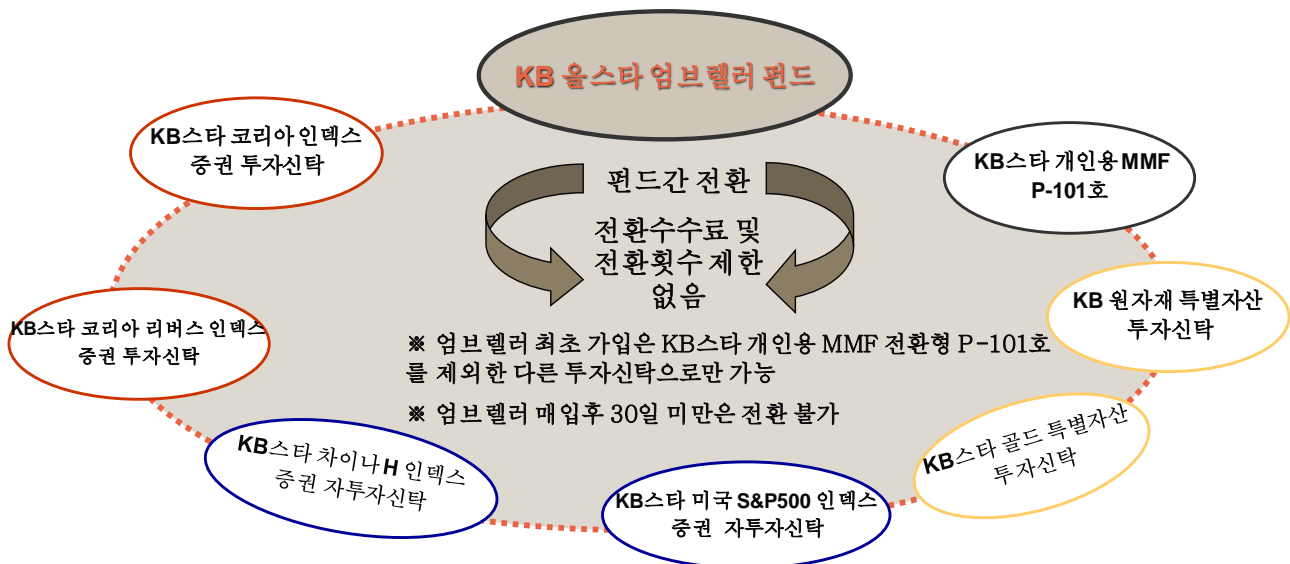 KB 올스타 엄브렐러 펀드
KB스타 코리아 인덱스
증권 투자신탁
KB스타 개인용 MMF
P-101호
펀드간 전환
전환수수료 및
전환횟수 제한
없음
KB스타 코리아 리버스 인덱스
증권 투자신탁
KB 원자재 특별자산
투자신탁
※ 엄브렐러 최초 가입은 KB스타 개인용 MMF 전환형 P-101호
를 제외한 다른 투자신탁으로만 가능
※ 엄브렐러 매입후 30일 미만은 전환 불가
KB스타 차이나 H 인덱스
증권 자투자신탁
KB스타 미국 S&P500 인덱스
증권 자투자신탁
KB스타 골드 특별자산
투자신탁